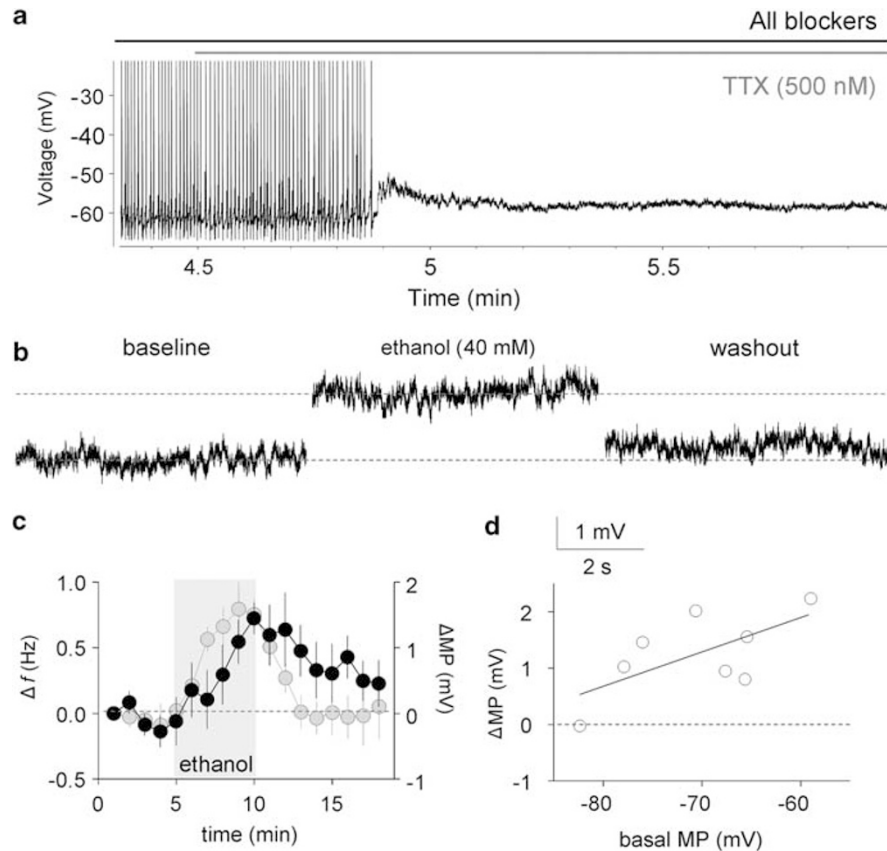 a
All blockers
TTX (500 nM)
Voltage (mV)
-30
-50
-60
4.5
5
5.5
Time (min)
b
baseline
ethanol (40 mM)
washout
c
Δ f (Hz)
1.0
0.5
0.0
-0.5
ethanol
2
1
0
-1
ΔMP (mV)
0
5
10
15
time (min)
d
1 mV
2 s
ΔMP (mV)
2
1
0
-1
-80
-70
-60
basal MP (mV)